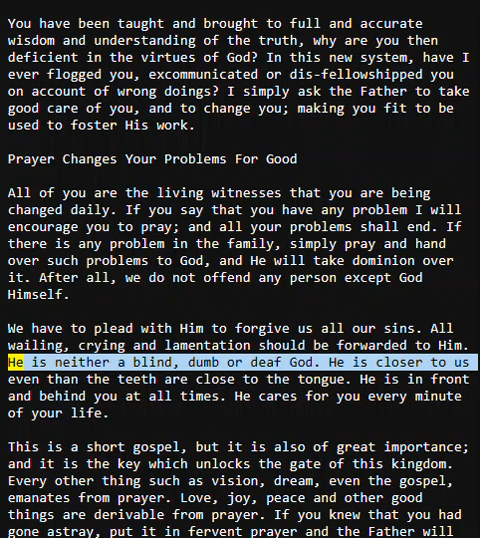 You have been taught and brought to full and accurate
wisdom and understanding of the truth, why are you then
deficient in the virtues of God? In this new system, have I
ever flogged you, excommunicated or dis-fellowshipped you
on account of wrong doings? I simply ask the Father to take
good care of you, and to change you; making you fit to be
used to foster His work.

Prayer Changes Your Problems For Good

All of you are the living witnesses that you are being
changed daily. If you say that you have any problem I will
encourage you to pray; and all your problems shall end. If
there is any problem in the family, simply pray and hand
over such problems to God, and He will take dominion over
it. After all, we do not offend any person except God
Himself.

We have to plead with Him to forgive us all our sins. All
wailing, crying and lamentation should be forwarded to Him.
He is neither a blind, dumb or deaf God. He is closer to us
even than the teeth are close to the tongue. He is in front
and behind you at all times. He cares for you every minute
of your life.

This is a short gospel, but it is also of great importance;
and it is the key which unlocks the gate of this kingdom.
Every other thing such as vision, dream, even the gospel,
emanates from prayer. Love, joy, peace and other good
things are derivable from prayer. If you knew that you had
gone astray, put it in fervent prayer and the Father will